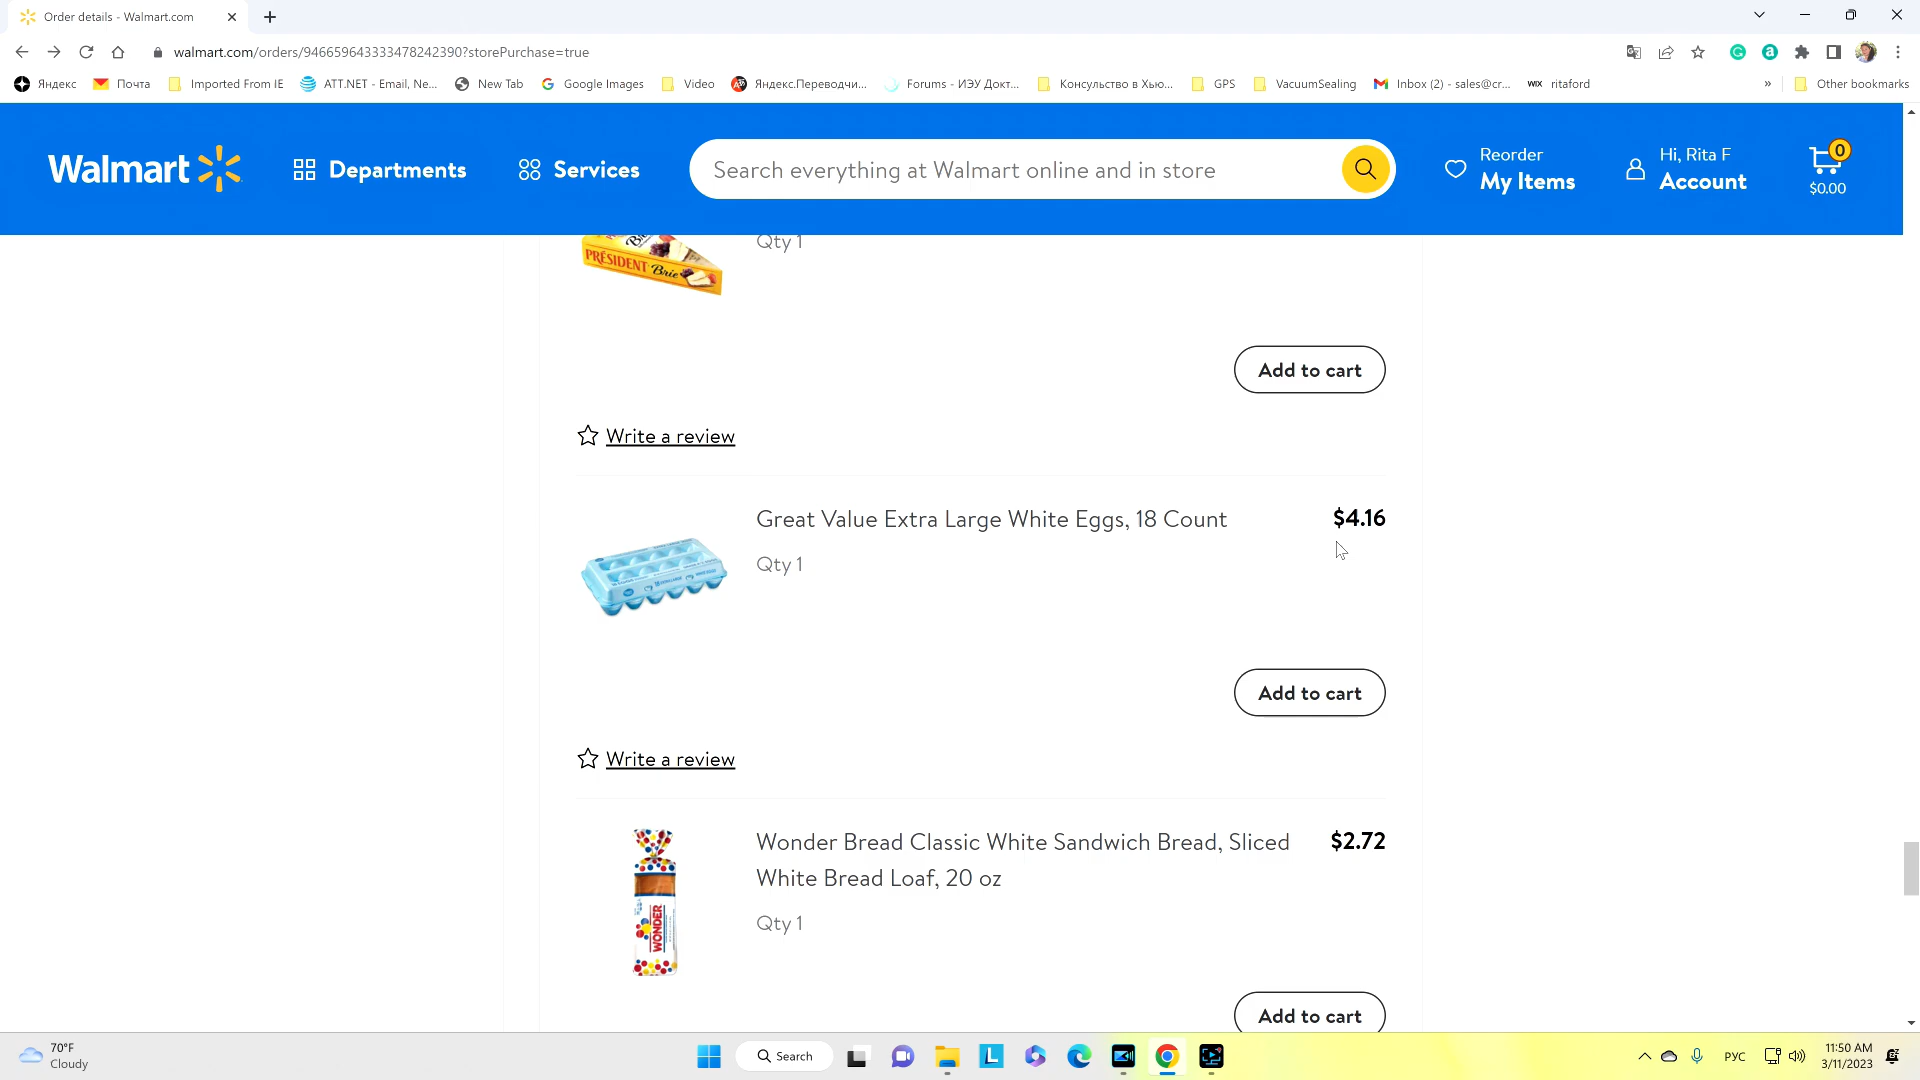 Order details - Walmart.com
walmart.com/orders/946659643333478242390?storePurchase=true
Яндекс
Почта
Imported From IE
ATT.NET - Email, Ne...
New Tab
Google Images
Video
Яндекс.Переводчи...
Forums - ИЭУ Докт...
Консульство в Хью...
GPS
VacuumSealing
Inbox (2) - sales@cr...
WIX ritaford
»
Other bookmarks
Walmart
Departments
Services
Search everything at Walmart online and in store
Reorder
My Items
Hi, Rita F
Account
0
$0.00
PRÉSIDENT Brie
Qty 1
Add to cart
Write a review
Great Value Extra Large White Eggs, 18 Count
$4.16
Qty 1
Add to cart
Write a review
WONDER
Wonder Bread Classic White Sandwich Bread, Sliced
White Bread Loaf, 20 oz
$2.72
Qty 1
Add to cart
70°F
Cloudy
Search
L
РУС
11:50 AM
3/11/2023